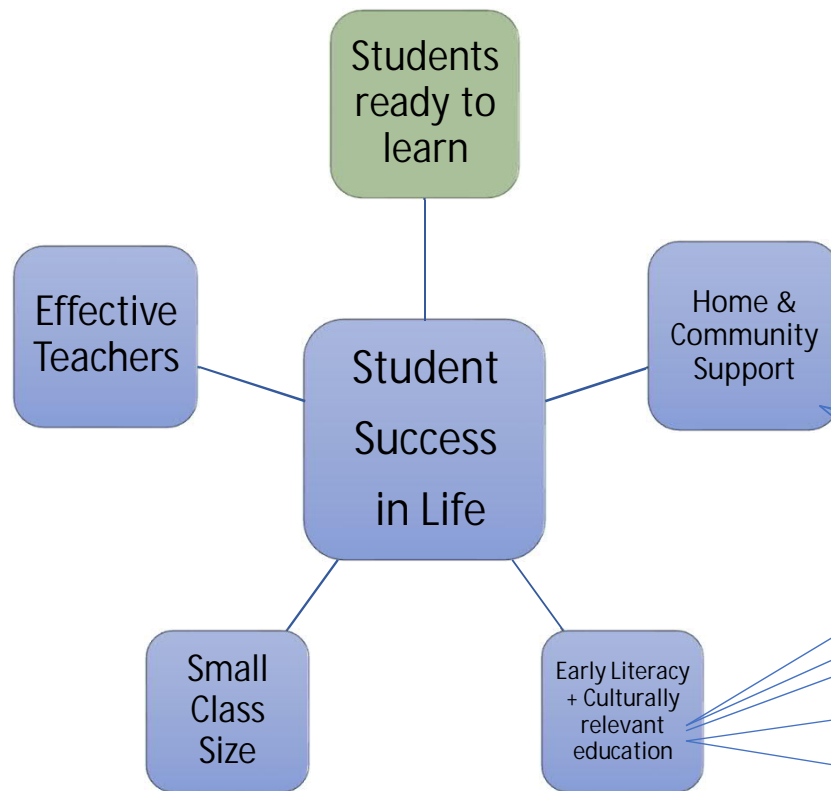 Students
ready to
learn
Effective
Teachers
Home &
Community
Support
Student
Success
in Life
Small
Class
Size
Early Literacy
+ Culturally
relevant
education